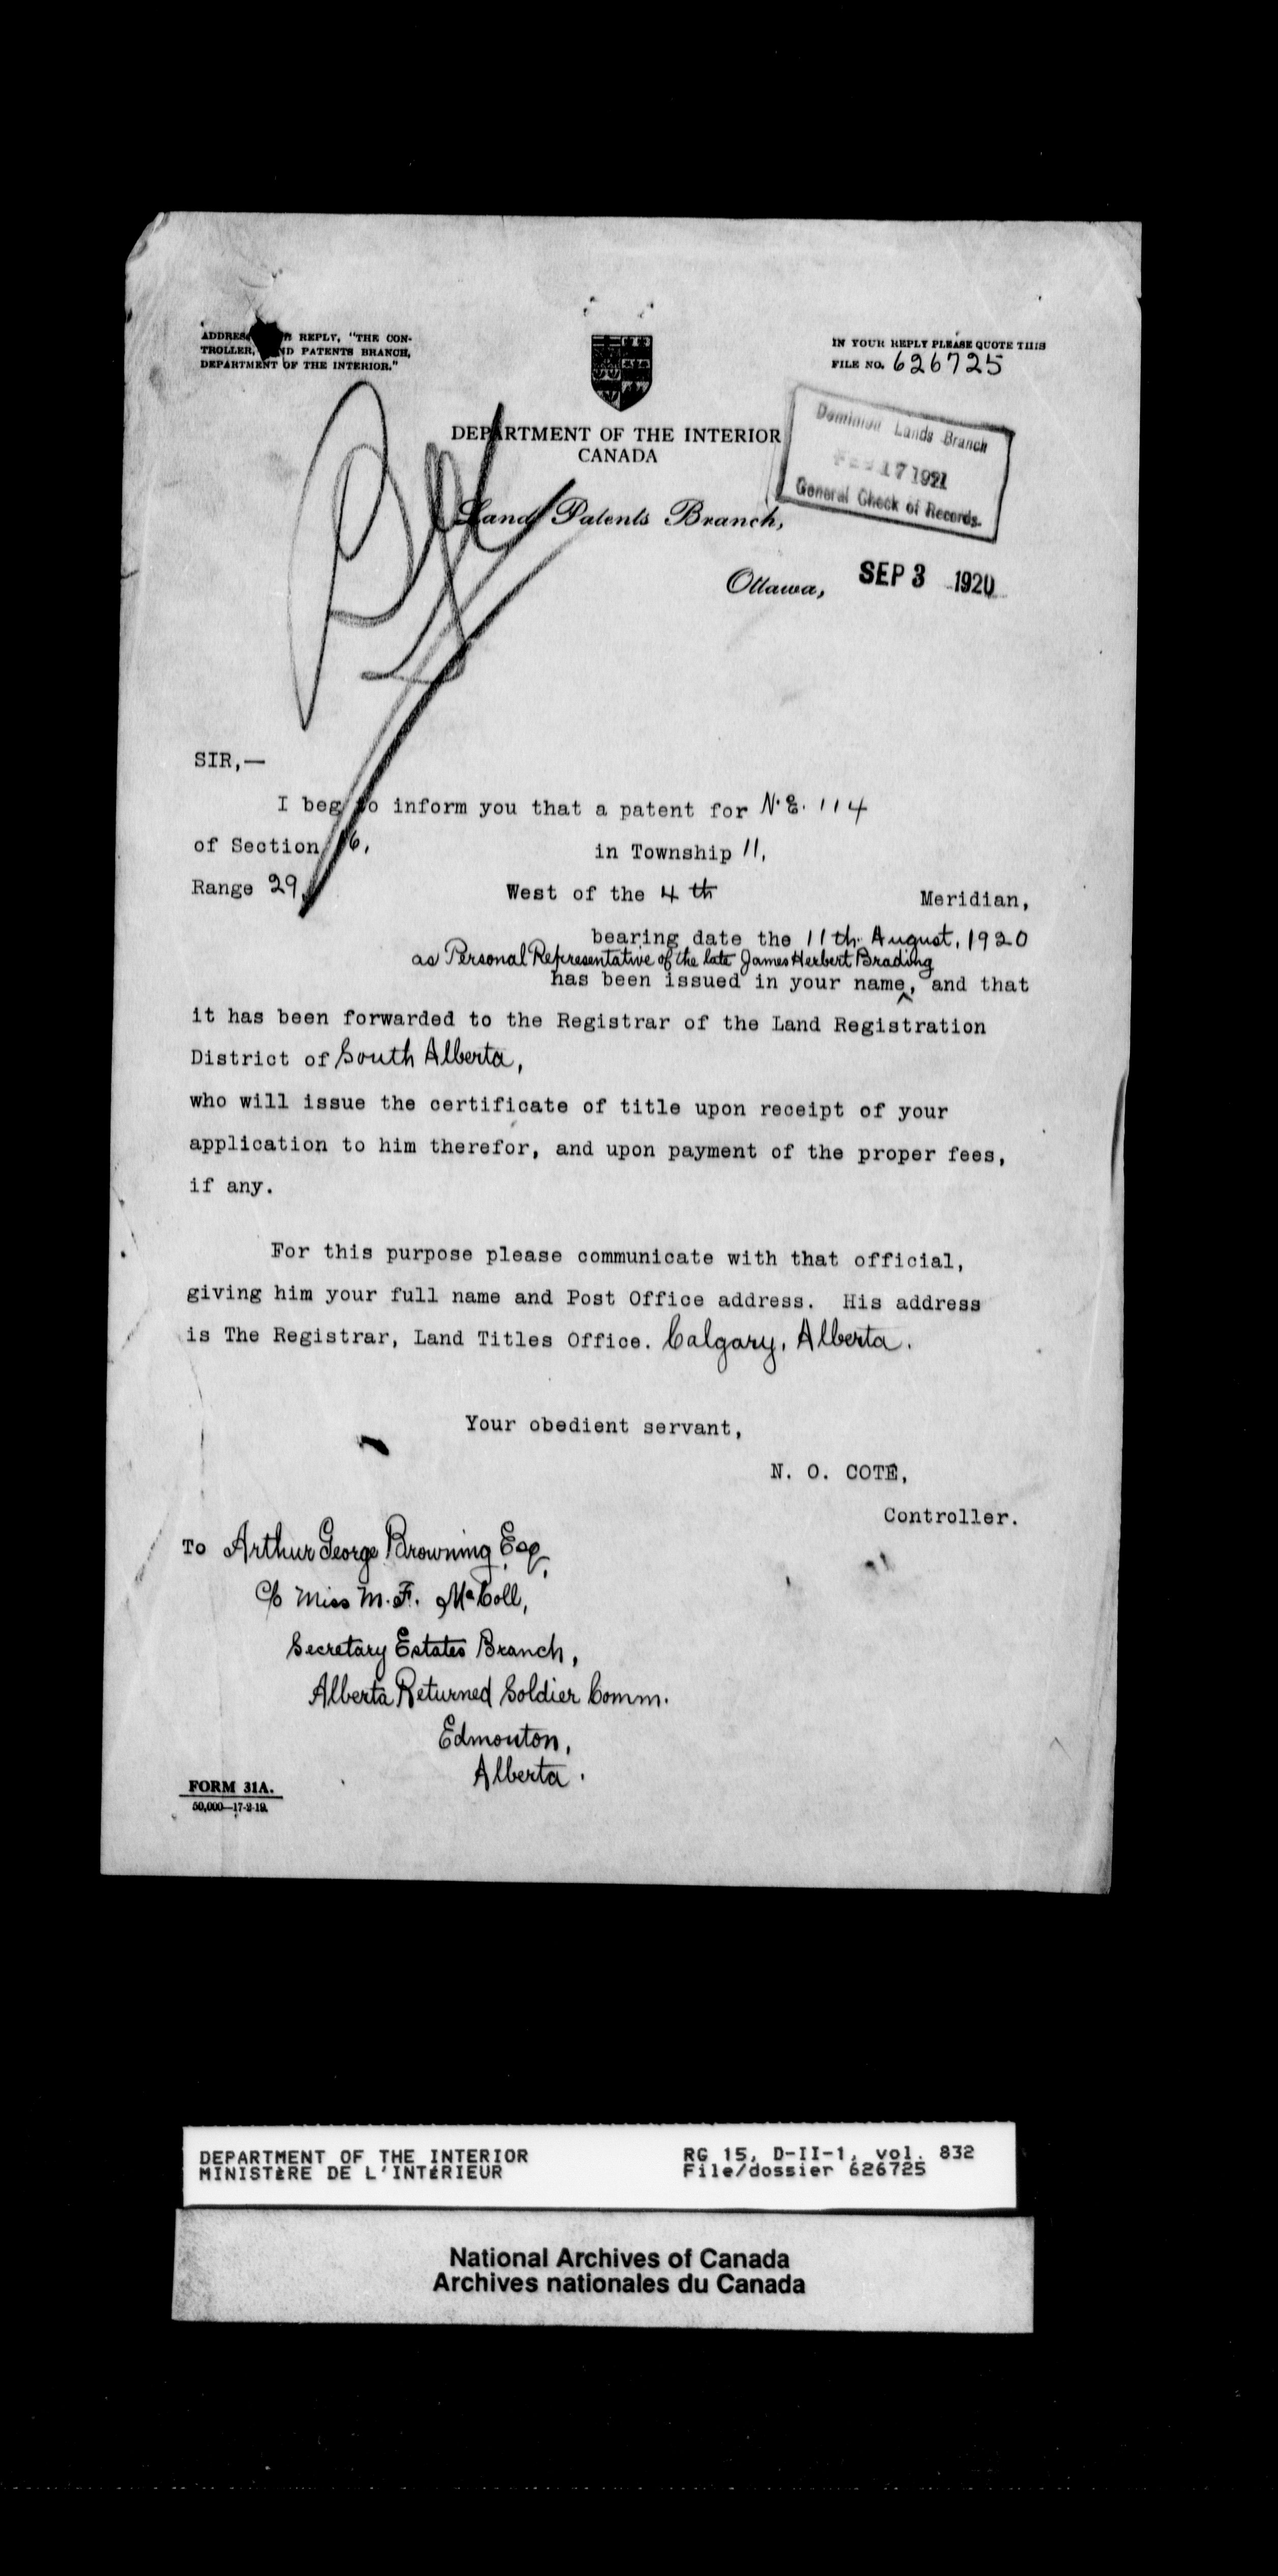 ADDRESS REPLY, "THE CON-
TROLLER, PATENTS BRANCH,
DEPARTMENT OF THE INTERIOR."
IN YOUR REPLY PLEASE QUOTE THIS
FILE NO. 626725
DEPARTMENT OF THE INTERIOR
CANADA
Dominion Lands Branch
FEB 17 1921
General Check of Records.
Land Patents Branch,
Ottawa, SEP 3 1920
SIR,—
I beg to inform you that a patent for N.E. 1/4
of Section 16, in Township 11,
Range 29, West of the 4th Meridian,
bearing date the 11th August, 1920
as Personal Representative of the late James Herbert Brading
has been issued in your name, and that
it has been forwarded to the Registrar of the Land Registration
District of South Alberta,
who will issue the certificate of title upon receipt of your
application to him therefor, and upon payment of the proper fees,
if any.
For this purpose please communicate with that official,
giving him your full name and Post Office address. His address
is The Registrar, Land Titles Office. Calgary, Alberta.
Your obedient servant,
N. O. COTÉ,
Controller.
To Arthur George Browning Esq,
c/o Miss M. F. McColl,
Secretary Estates Branch,
Alberta Returned Soldier Comm.
Edmonton,
Alberta.
FORM 31A.
50,000—17-2-19.
DEPARTMENT OF THE INTERIOR RG 15, D-II-1, vol. 832
MINISTÈRE DE L'INTÉRIEUR File/dossier 626725
National Archives of Canada
Archives nationales du Canada